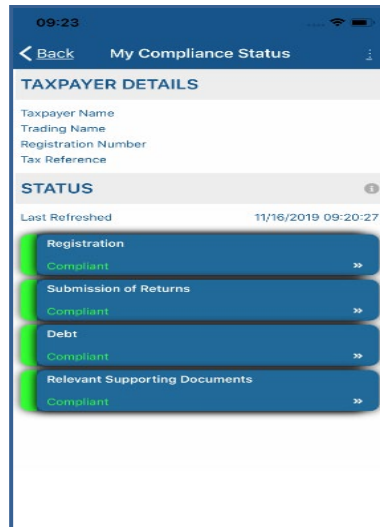 09:23
Back My Compliance Status
TAXPAYER DETAILS
Taxpayer Name
Trading Name
Registration Number
Tax Reference
STATUS
Last Refreshed 11/16/2019 09:20:27
Registration
Compliant »
Submission of Returns
Compliant »
Debt
Compliant »
Relevant Supporting Documents
Compliant »